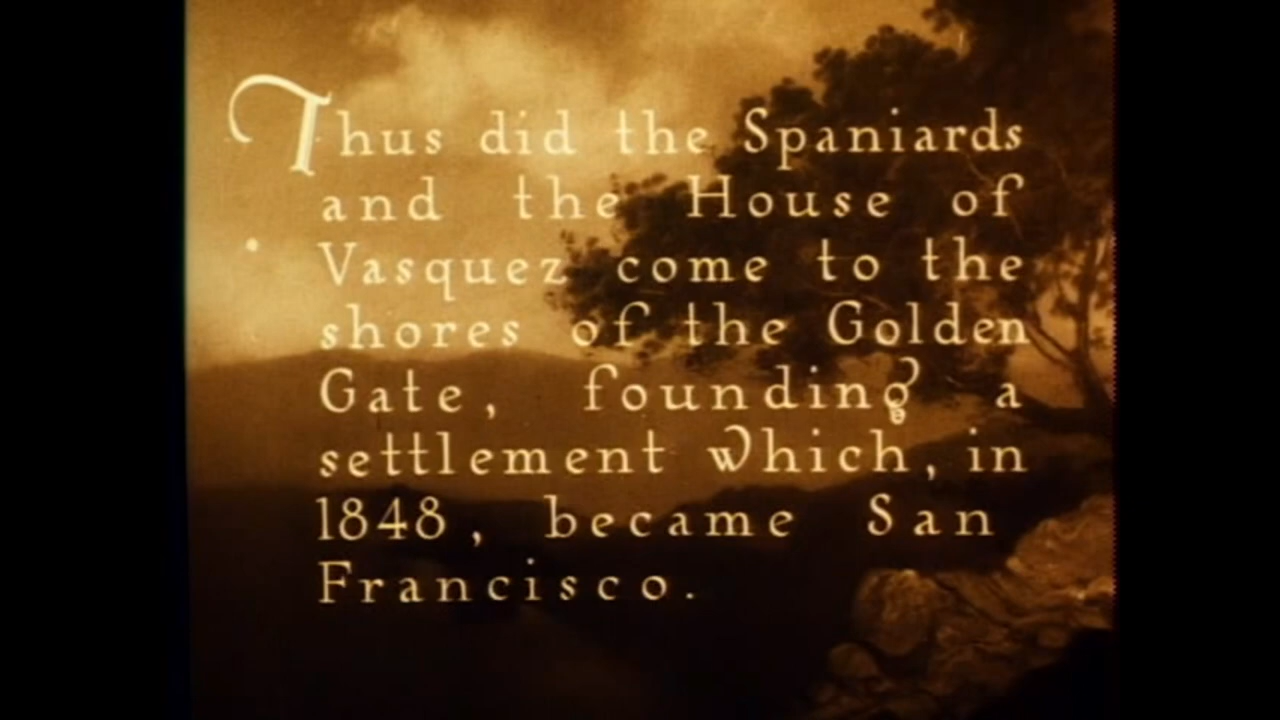 Thus did the Spaniards
and the House of
Vasquez come to the
shores of the Golden
Gate, founding a
settlement which, in
1848, became San
Francisco.